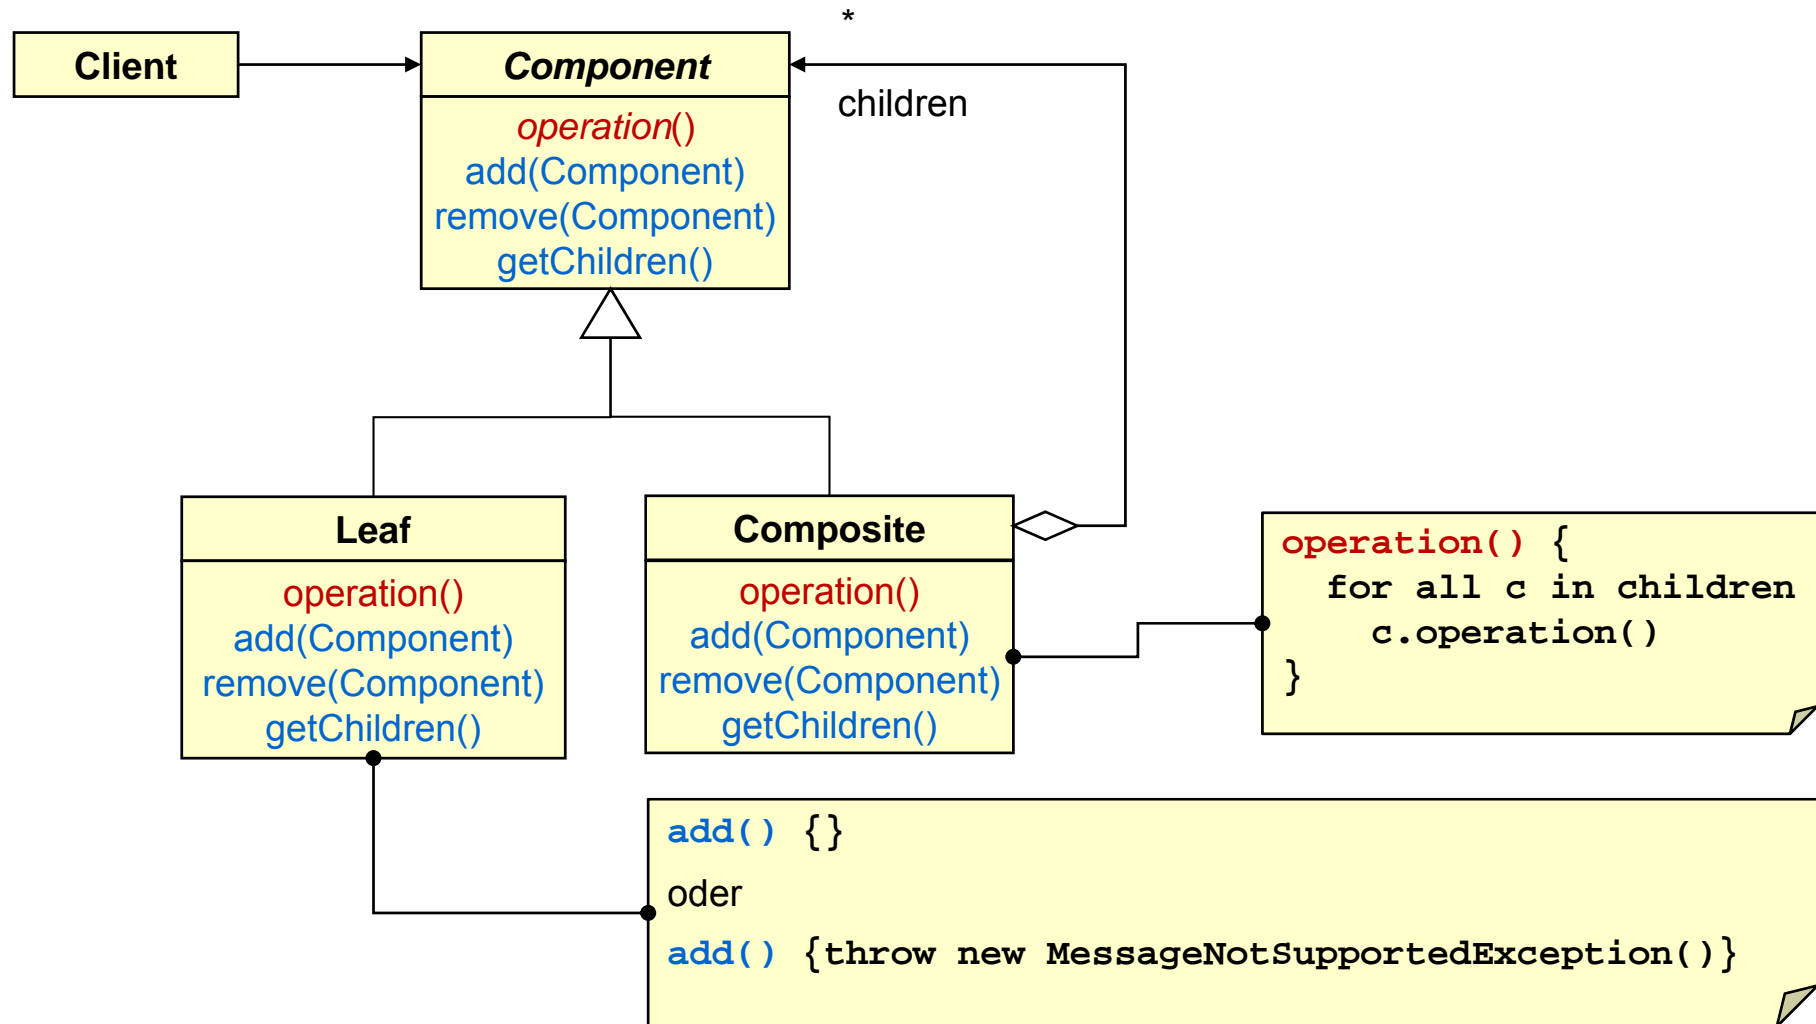 *
Client
Component
children
operation()
add(Component)
remove(Component)
getChildren()
Leaf
operation()
add(Component)
remove(Component)
getChildren()
Composite
operation()
add(Component)
remove(Component)
getChildren()
operation() {
for all c in children
c.operation()
}
add() {}
oder
add() {throw new MessageNotSupportedException()}